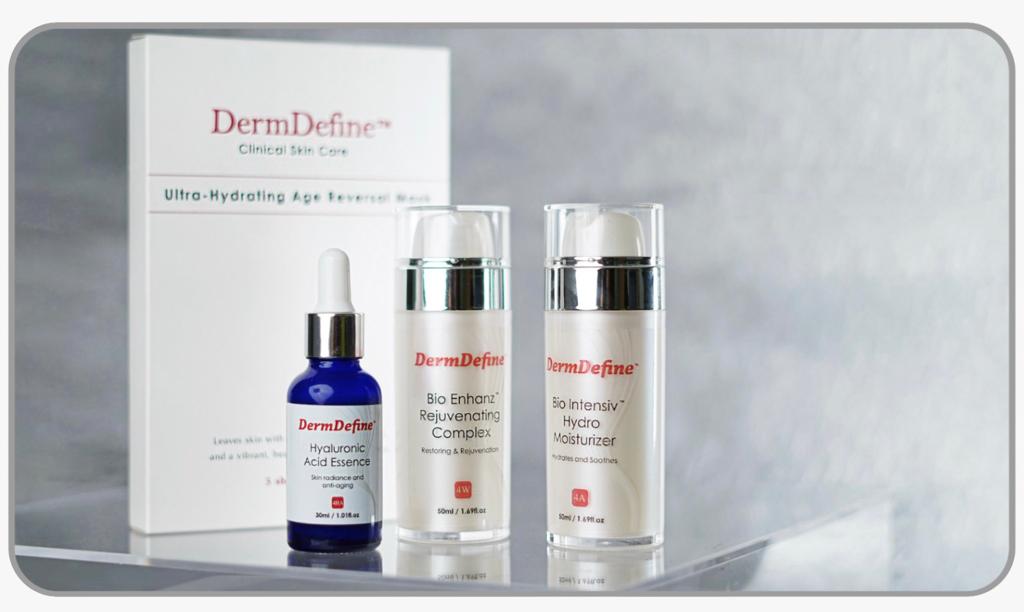 DermDefine™
Clinical Skin Care
Ultra-Hydrating Age Reversal Mask
Leaves skin with
and a vibrant,
DermDefine™
Hyaluronic
Acid Essence
Skin radiance and
anti-aging
30ml / 1.01fl.oz
DermDefine
Bio Enhanz™
Rejuvenating
Complex
Restoring & Rejuvenation
4W
50ml / 1.69fl.oz
DermDefine™
Bio Intensiv™
Hydro
Moisturizer
Hydrates and Soothes
4A
50ml / 1.69fl.oz